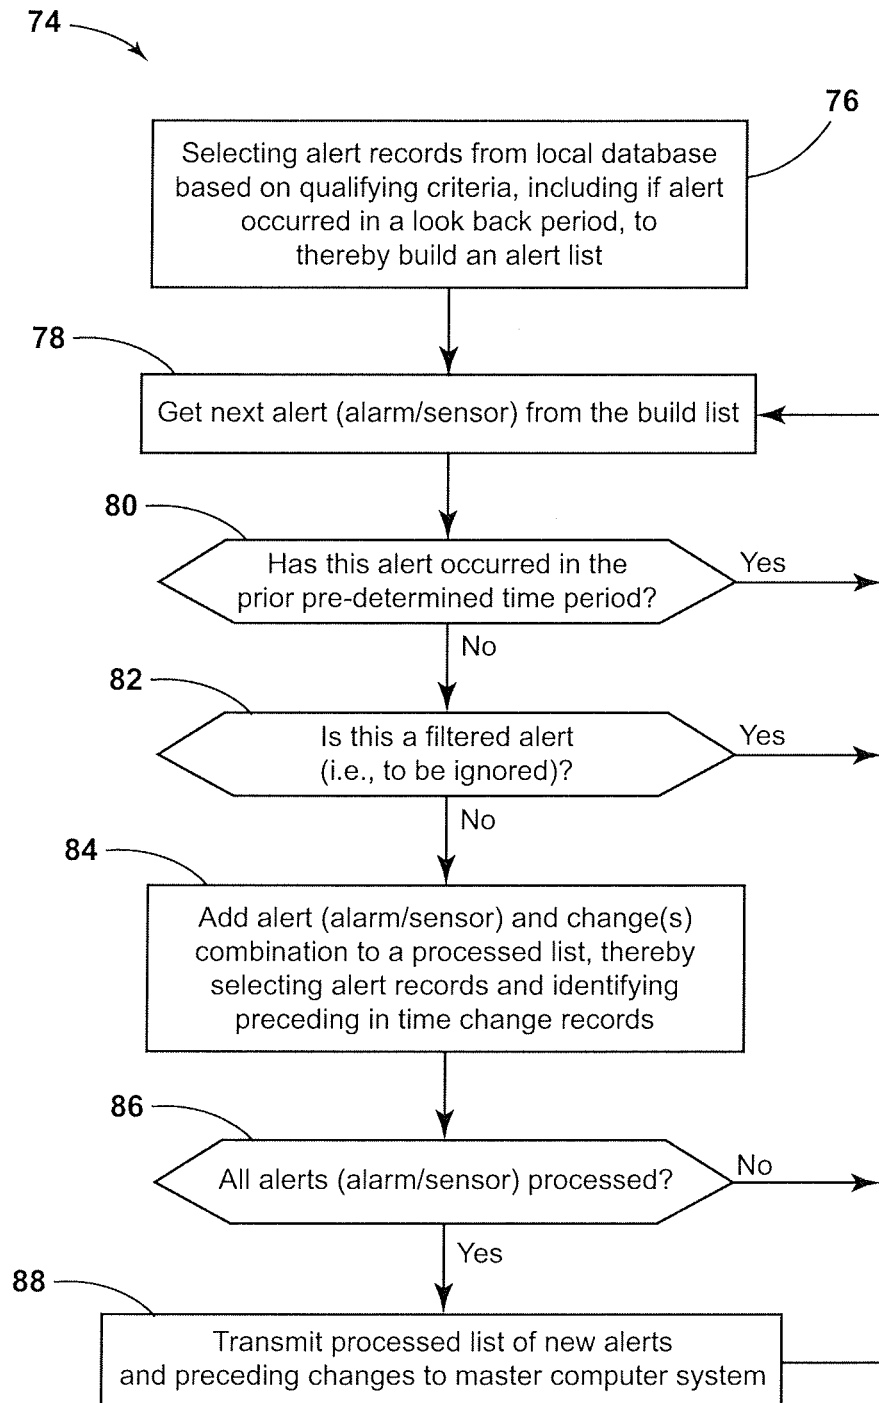 74
76
Selecting alert records from local database
based on qualifying criteria, including if alert
occurred in a look back period, to
thereby build an alert list
78
Get next alert (alarm/sensor) from the build list
80
Has this alert occurred in the
prior pre-determined time period?
Yes
No
82
Is this a filtered alert
(i.e., to be ignored)?
Yes
No
84
Add alert (alarm/sensor) and change(s)
combination to a processed list, thereby
selecting alert records and identifying
preceding in time change records
86
All alerts (alarm/sensor) processed?
No
Yes
88
Transmit processed list of new alerts
and preceding changes to master computer system